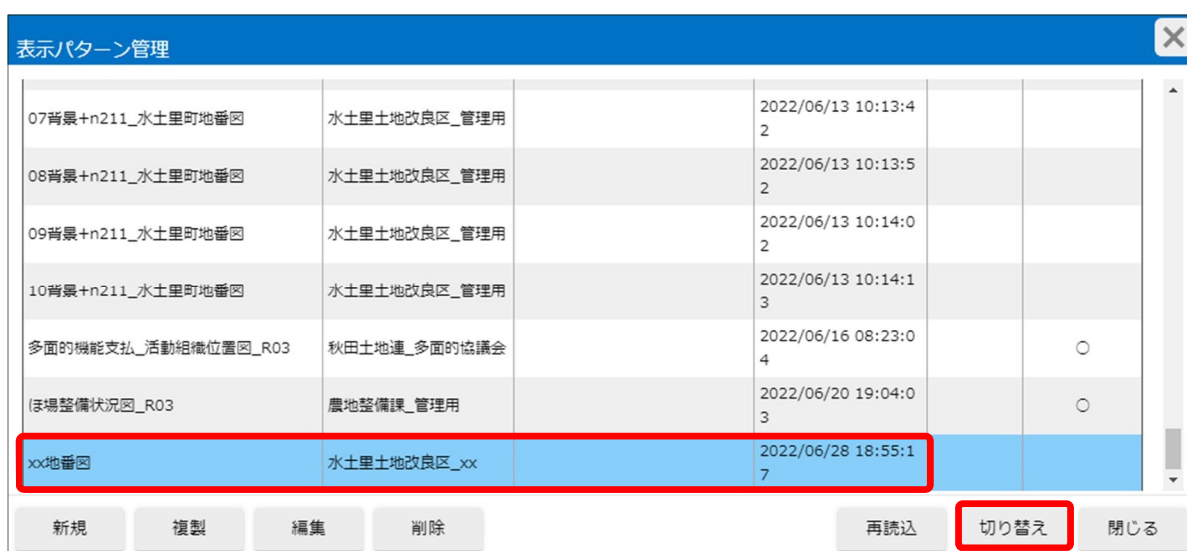 表示パターン管理
07背景+n211_水土里町地番図 水土里土地改良区_管理用 2022/06/13 10:13:4
2
08背景+n211_水土里町地番図 水土里土地改良区_管理用 2022/06/13 10:13:5
2
09背景+n211_水土里町地番図 水土里土地改良区_管理用 2022/06/13 10:14:0
2
10背景+n211_水土里町地番図 水土里土地改良区_管理用 2022/06/13 10:14:1
3
多面的機能支払_活動組織位置図_R03 秋田土地連_多面的協議会 2022/06/16 08:23:0
4 ○
ほ場整備状況図_R03 農地整備課_管理用 2022/06/20 19:04:0
3 ○
xx地番図 水土里土地改良区_xx 2022/06/28 18:55:1
7
新規 複製 編集 削除 再読込 切り替え 閉じる